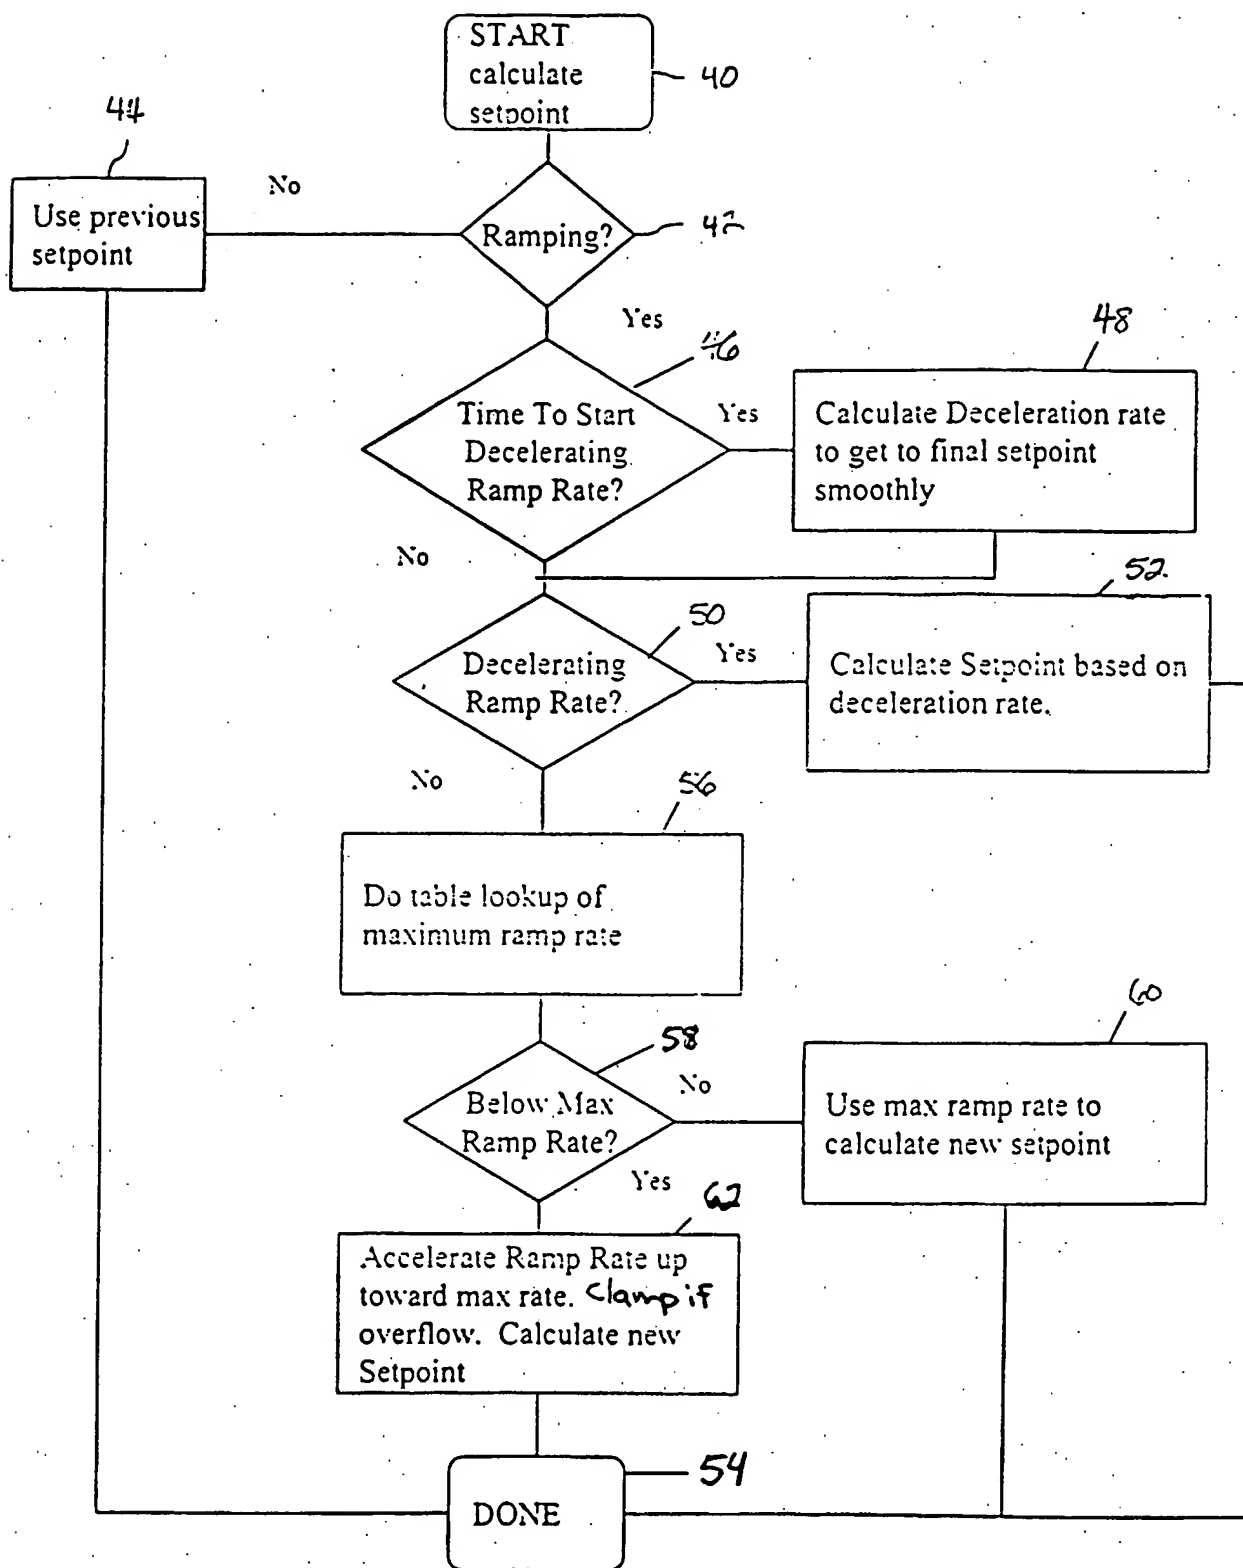 START
calculate
setpoint
40
44
No
Use previous
setpoint
Ramping?
42
Yes
46
48
Time To Start
Decelerating
Ramp Rate?
Yes
Calculate Deceleration rate
to get to final setpoint
smoothly
No
52
50
Decelerating
Ramp Rate?
Yes
Calculate Setpoint based on
deceleration rate.
No
56
Do table lookup of
maximum ramp rate
60
58
Below Max
Ramp Rate?
No
Use max ramp rate to
calculate new setpoint
Yes
62
Accelerate Ramp Rate up
toward max rate. Clamp if
overflow. Calculate new
Setpoint
54
DONE